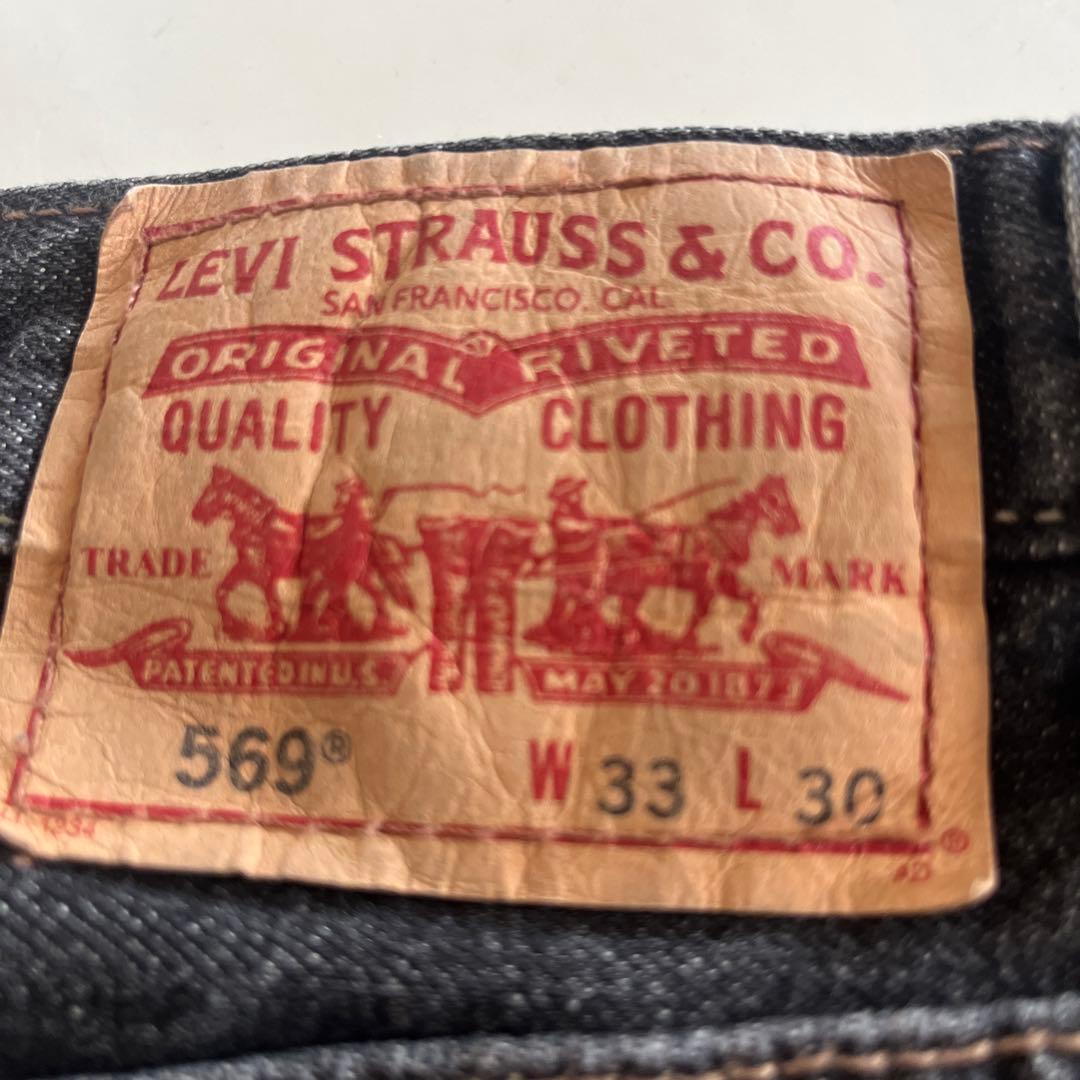 LEVI STRAUSS & CO.
SAN FRANCISCO. CAL.
ORIGINAL RIVETED
QUALITY CLOTHING
TRADE MARK
PATENTED IN U.S. MAY 20 1873
569® W 33 L 30
®